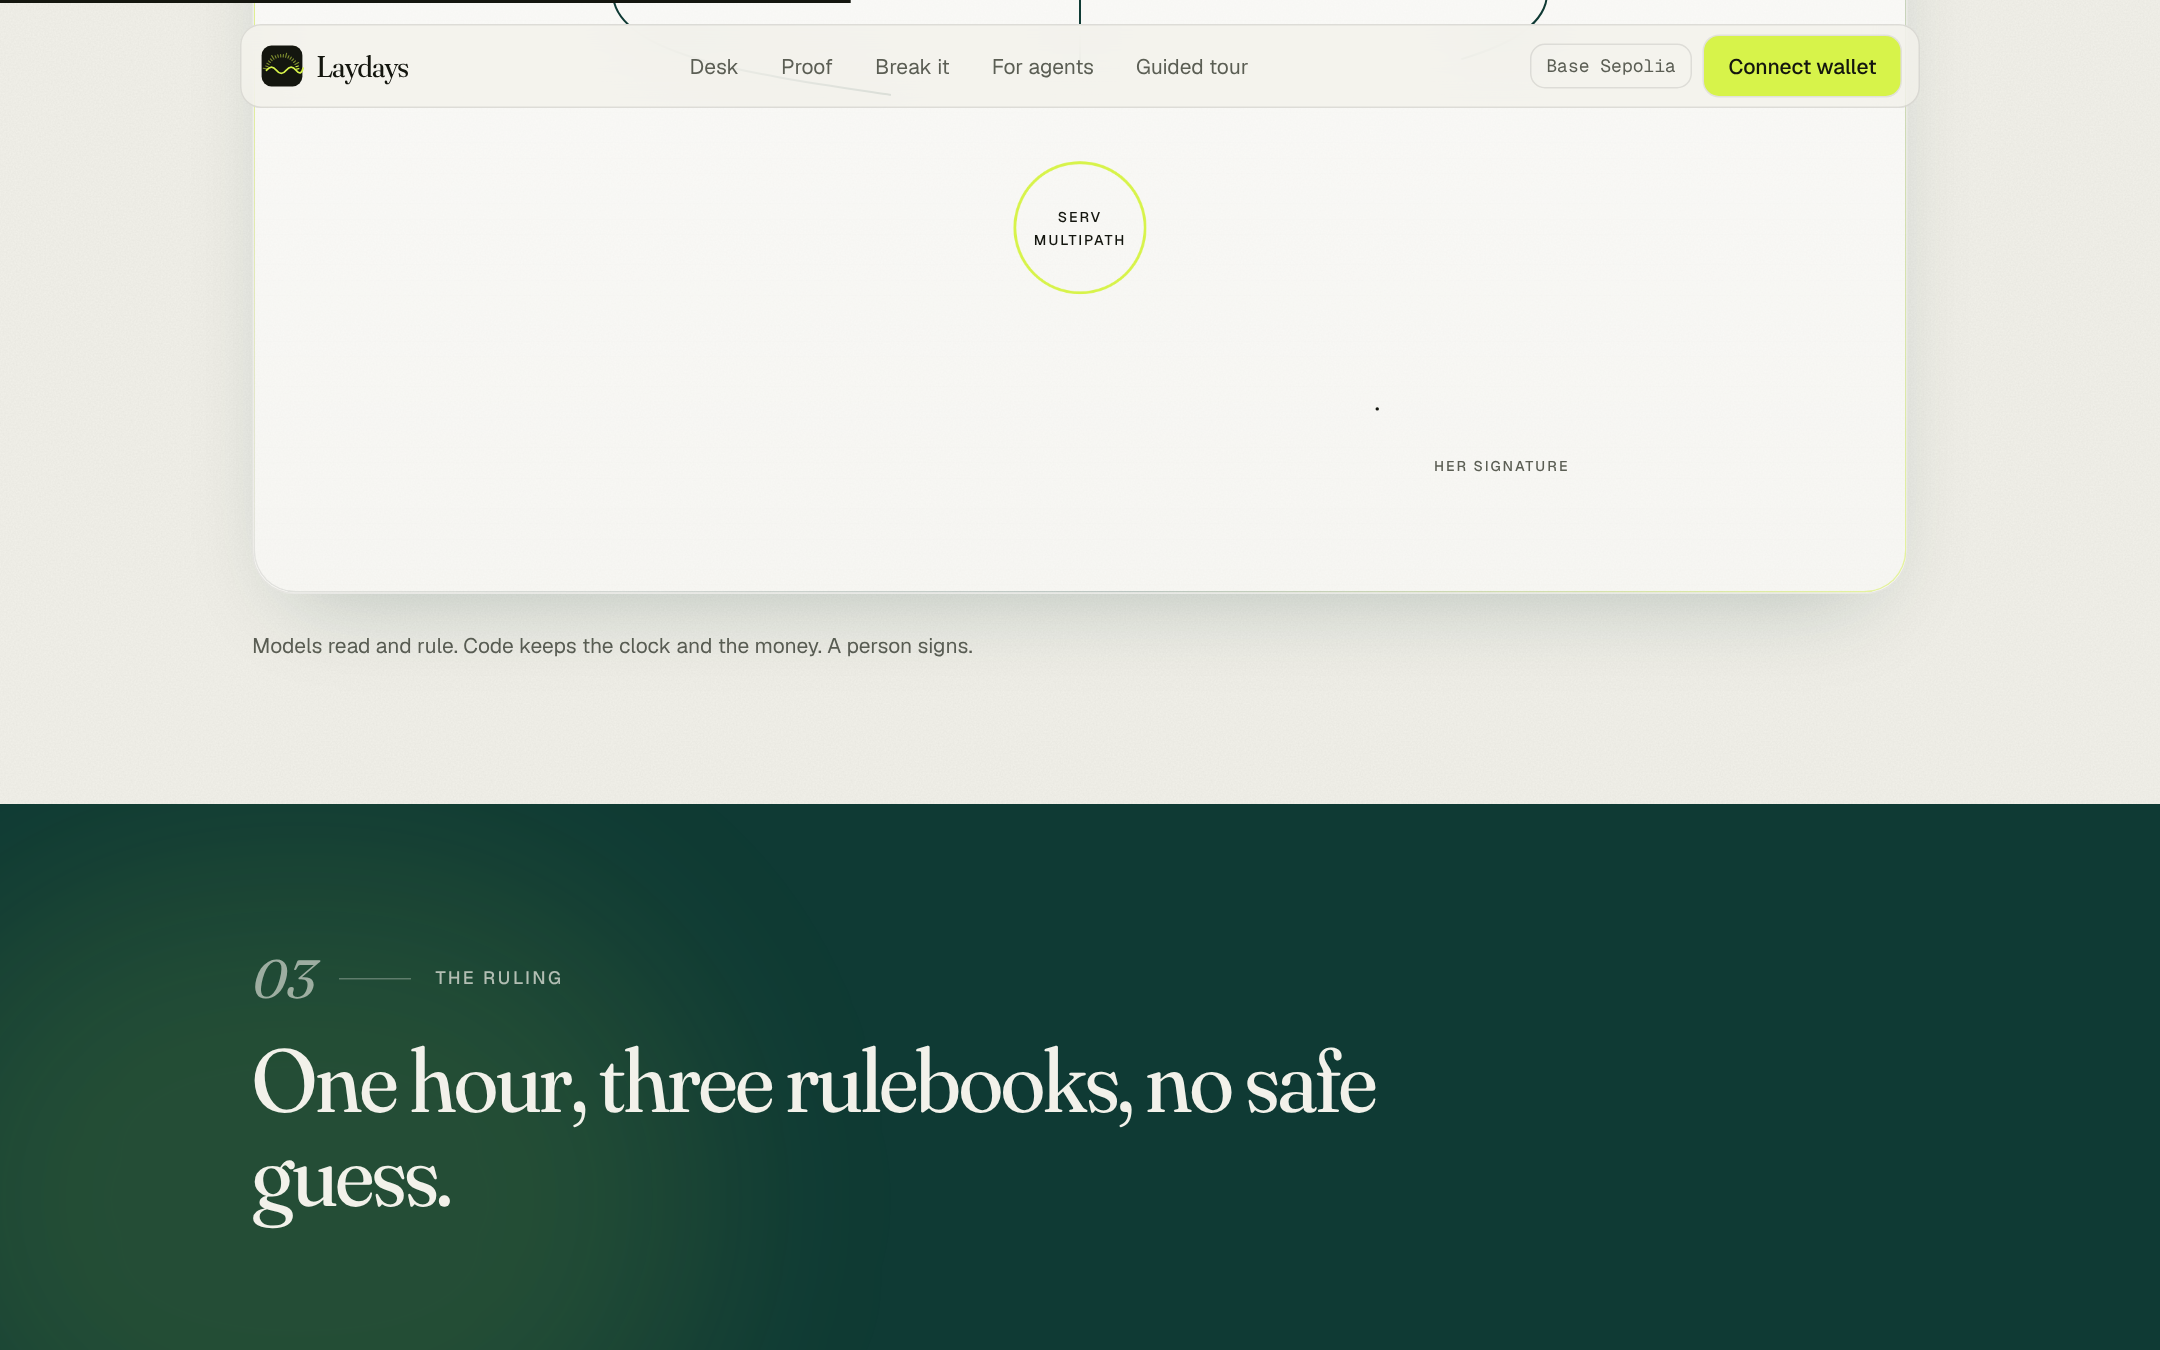 Laydays
Desk
Proof
Break it
For agents
Guided tour
Base Sepolia
Connect wallet
SERV
MULTIPATH
HER SIGNATURE
Models read and rule. Code keeps the clock and the money. A person signs.
03
THE RULING
One hour, three rulebooks, no safe
guess.